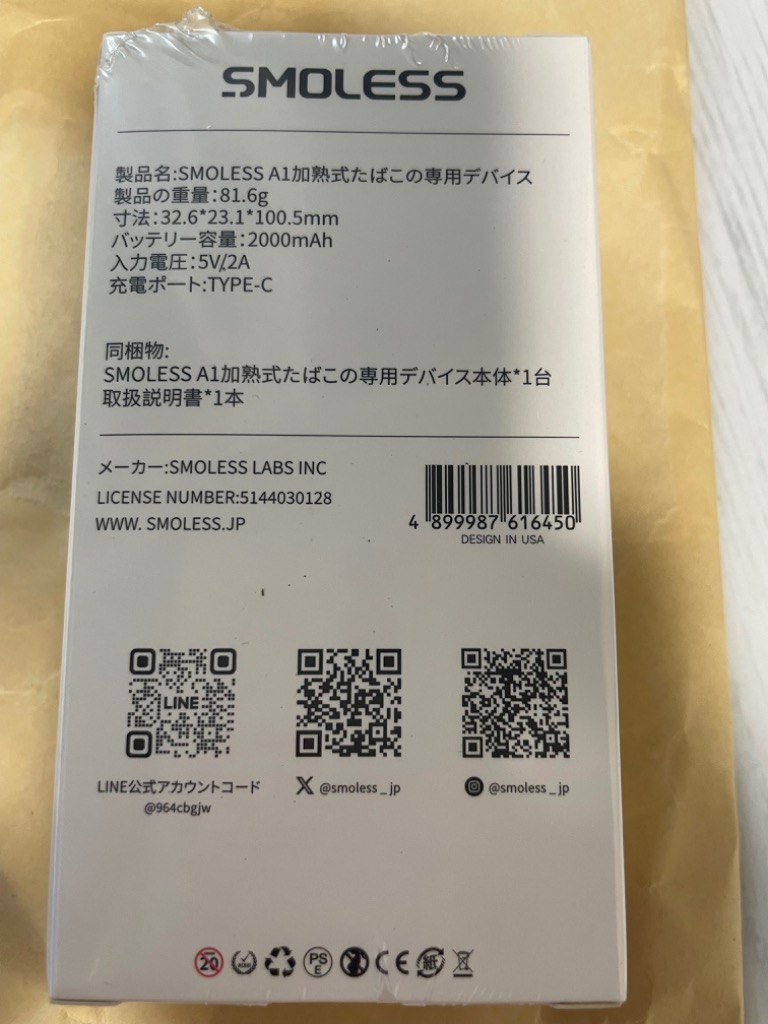 SMOLESS
製品名:SMOLESS A1加熱式たばこの専用デバイス
製品の重量:81.6g
寸法:32.6*23.1*100.5mm
バッテリー容量:2000mAh
入力電圧:5V/2A
充電ポート:TYPE-C
同梱物:
SMOLESS A1加熱式たばこの専用デバイス本体*1台
取扱説明書*1本
メーカー:SMOLESS LABS INC
LICENSE NUMBER:5144030128
WWW. SMOLESS.JP
4 899987 616450
DESIGN IN USA
LINE
LINE公式アカウントコード
@964cbgjw
@smoless_jp
@smoless_jp
20
PS
E
CE
紙